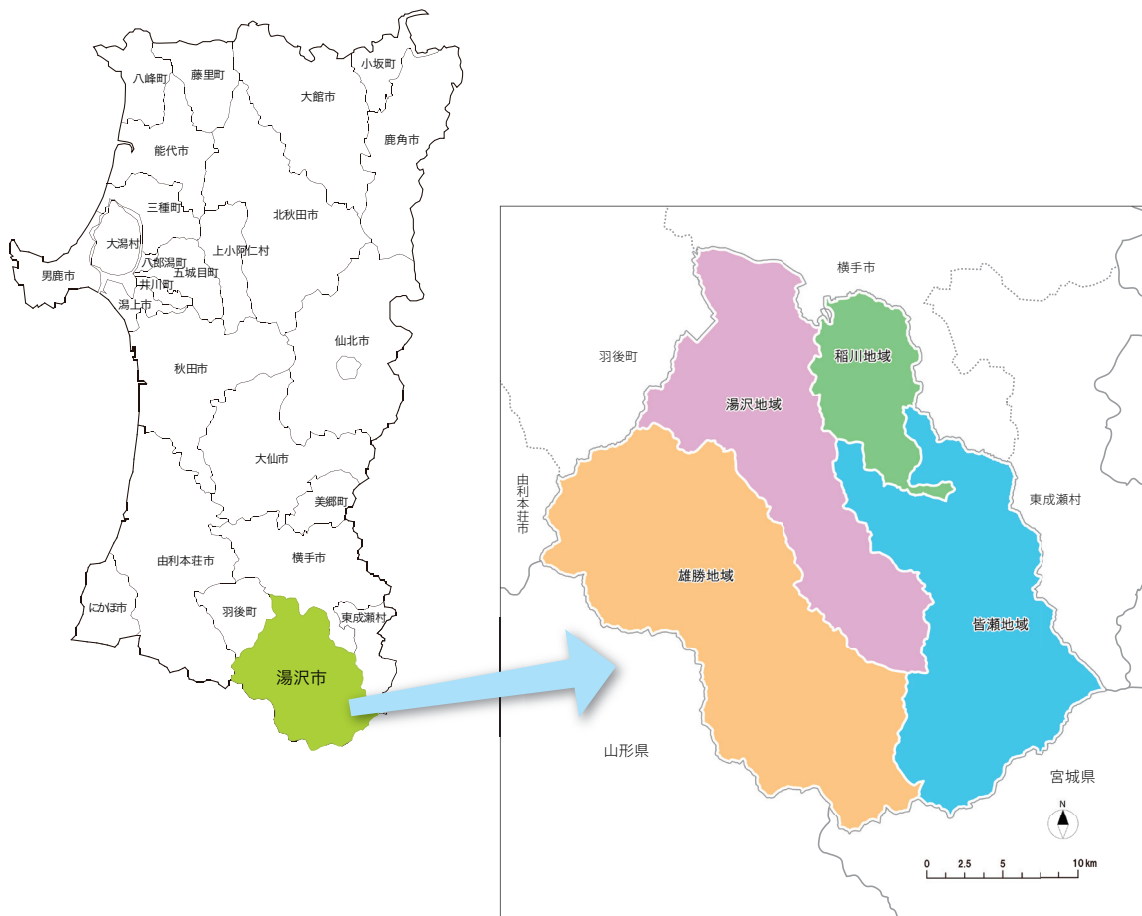 八峰町
藤里町
小坂町
大館市
鹿角市
能代市
三種町
北秋田市
大潟村
上小阿仁村
八郎潟町
五城目町
男鹿市
井川町
潟上市
仙北市
秋田市
大仙市
美郷町
由利本荘市
横手市
にかほ市
羽後町
東成瀬村
湯沢市
横手市
羽後町
稲川地域
湯沢地域
由利本荘市
東成瀬村
雄勝地域
皆瀬地域
山形県
宮城県
N
0 2.5 5 10km